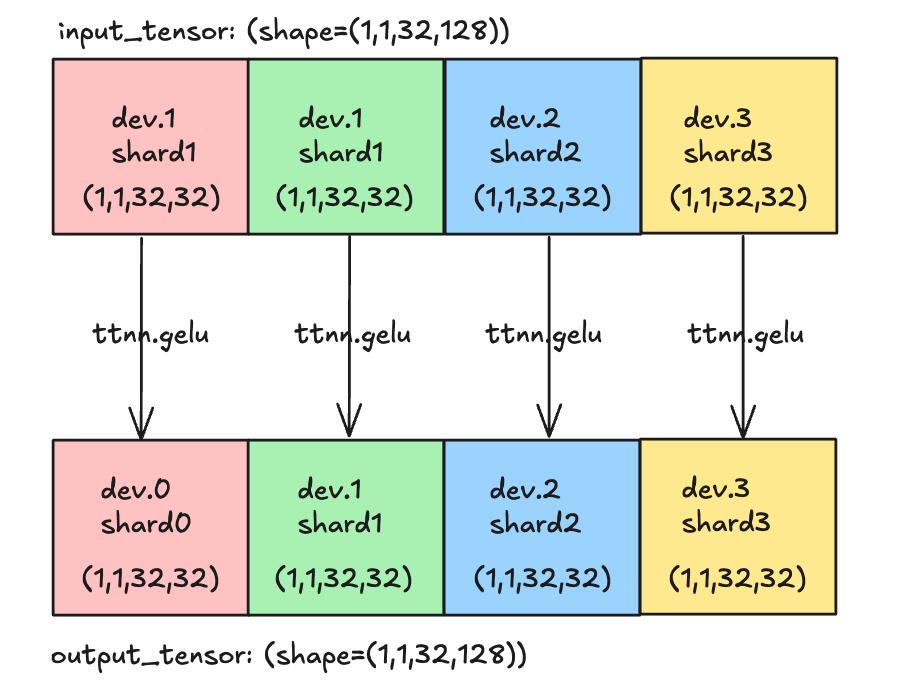 input_tensor: (shape=(1,1,32,128))
dev.1
shard1
(1,1,32,32)
dev.1
shard1
(1,1,32,32)
dev.2
shard2
(1,1,32,32)
dev.3
shard3
(1,1,32,32)
ttnn.gelu
ttnn.gelu
ttnn.gelu
ttnn.gelu
dev.0
shard0
(1,1,32,32)
dev.1
shard1
(1,1,32,32)
dev.2
shard2
(1,1,32,32)
dev.3
shard3
(1,1,32,32)
output_tensor: (shape=(1,1,32,128))